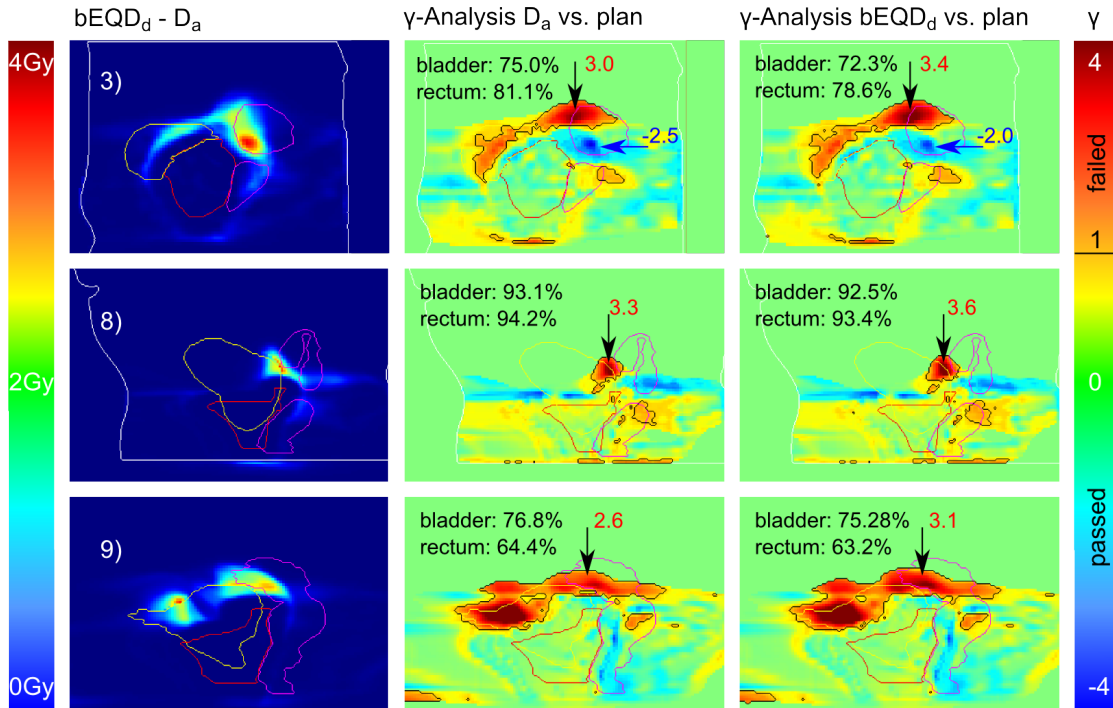 bEQDd - Da
γ-Analysis Da vs. plan
γ-Analysis bEQDd vs. plan
γ
4Gy
2Gy
0Gy
3)
bladder: 75.0%
rectum: 81.1%
3.0
-2.5
bladder: 72.3%
rectum: 78.6%
3.4
-2.0
8)
bladder: 93.1%
rectum: 94.2%
3.3
bladder: 92.5%
rectum: 93.4%
3.6
9)
bladder: 76.8%
rectum: 64.4%
2.6
bladder: 75.28%
rectum: 63.2%
3.1
4
failed
1
0
passed
-4